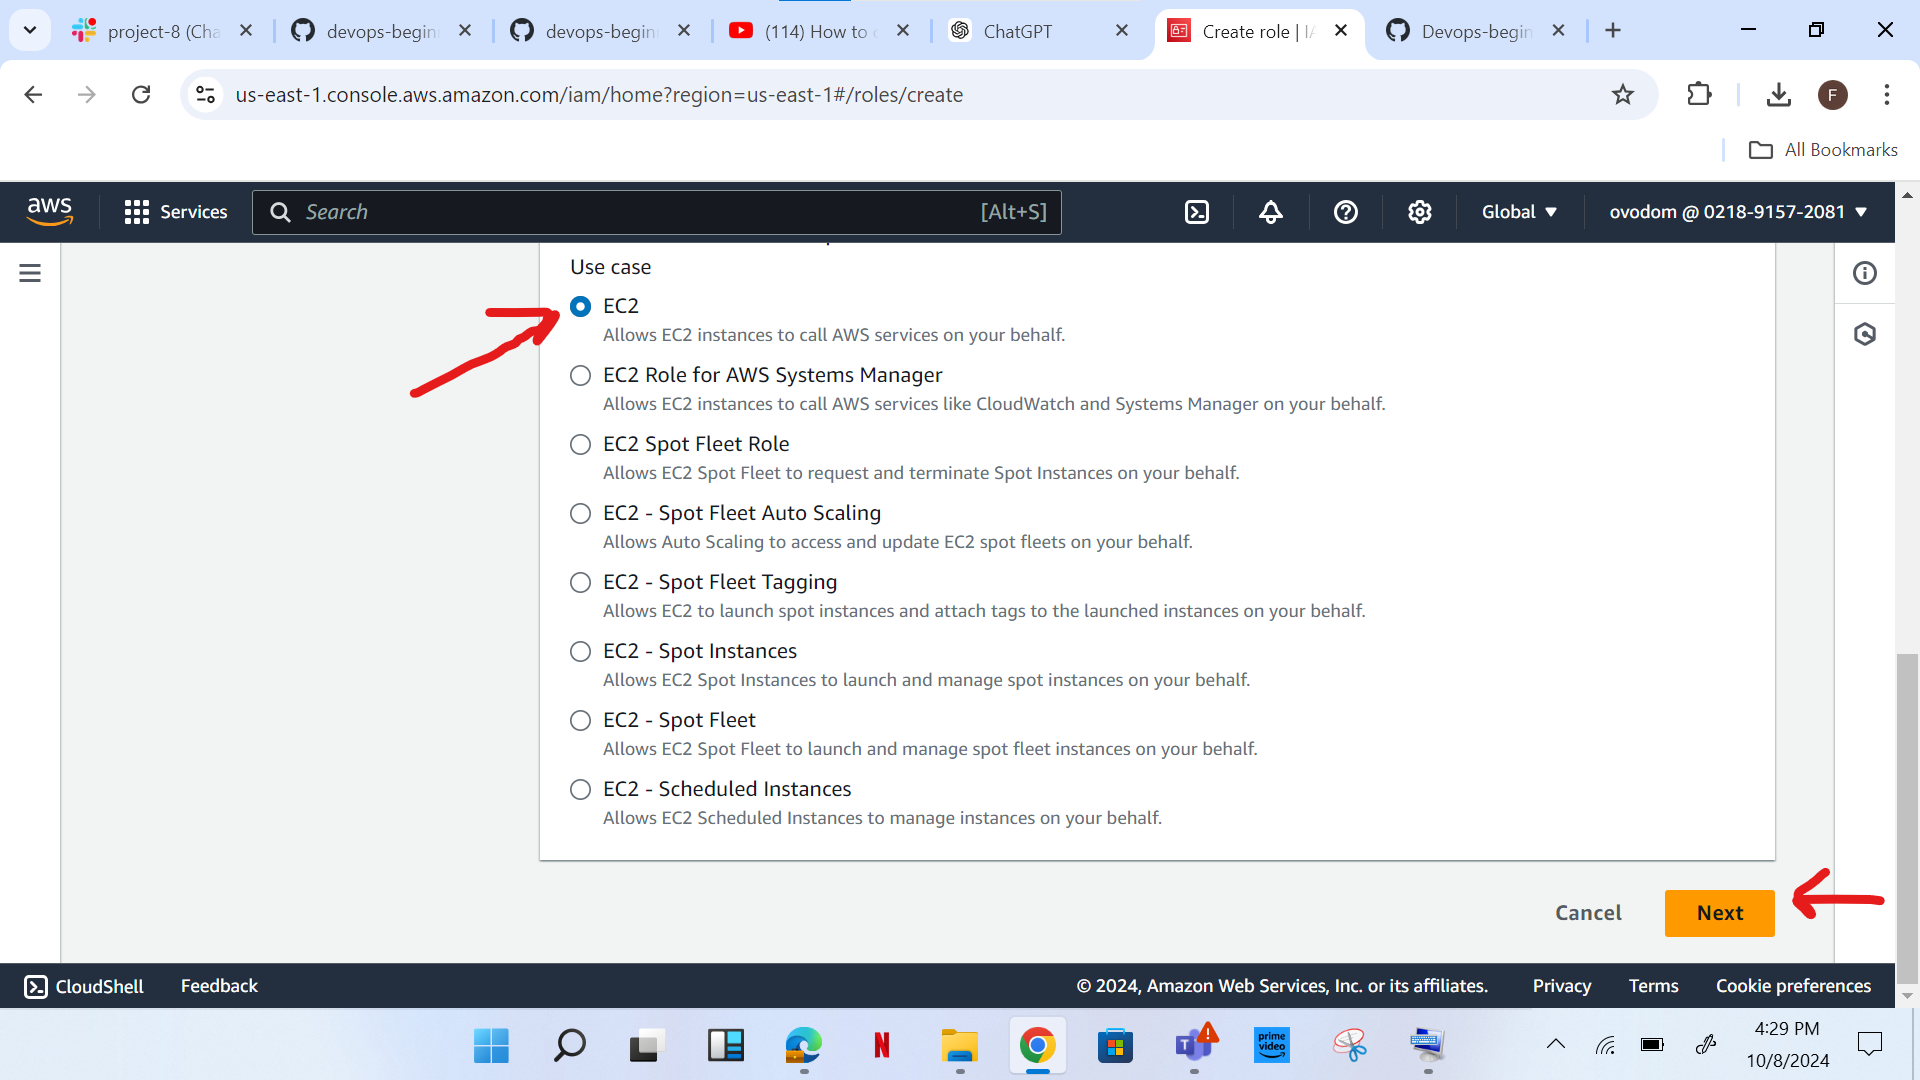 project-8 (Cha
devops-begin
devops-begin
(114) How to
ChatGPT
Create role | IA
Devops-begin
us-east-1.console.aws.amazon.com/iam/home?region=us-east-1#/roles/create
F
All Bookmarks
aws
Services
Search
[Alt+S]
Global
ovodom @ 0218-9157-2081
Use case
EC2
Allows EC2 instances to call AWS services on your behalf.
EC2 Role for AWS Systems Manager
Allows EC2 instances to call AWS services like CloudWatch and Systems Manager on your behalf.
EC2 Spot Fleet Role
Allows EC2 Spot Fleet to request and terminate Spot Instances on your behalf.
EC2 - Spot Fleet Auto Scaling
Allows Auto Scaling to access and update EC2 spot fleets on your behalf.
EC2 - Spot Fleet Tagging
Allows EC2 to launch spot instances and attach tags to the launched instances on your behalf.
EC2 - Spot Instances
Allows EC2 Spot Instances to launch and manage spot instances on your behalf.
EC2 - Spot Fleet
Allows EC2 Spot Fleet to launch and manage spot fleet instances on your behalf.
EC2 - Scheduled Instances
Allows EC2 Scheduled Instances to manage instances on your behalf.
Cancel
Next
CloudShell
Feedback
© 2024, Amazon Web Services, Inc. or its affiliates.
Privacy
Terms
Cookie preferences
N
prime video
4:29 PM
10/8/2024